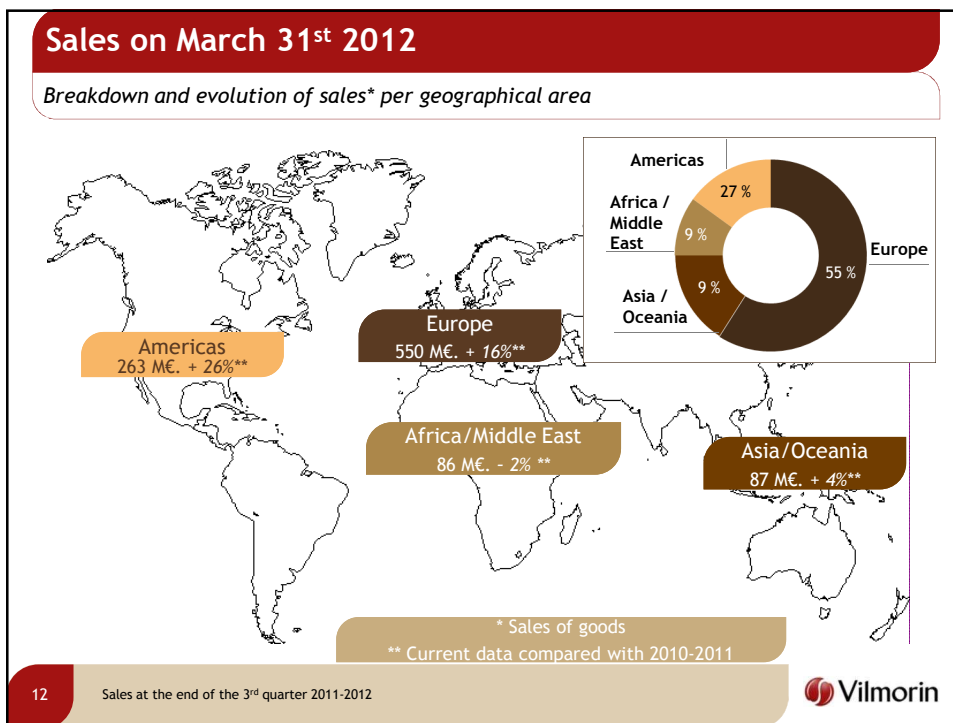 Sales on March 31st 2012
Breakdown and evolution of sales* per geographical area
Americas
27 %
Africa /
Middle
East
9 %
Europe
55 %
Asia /
Oceania
9 %
Europe
550 M€. + 16%**
Americas
263 M€. + 26%**
Africa/Middle East
86 M€. – 2% **
Asia/Oceania
87 M€. + 4%**
* Sales of goods
** Current data compared with 2010-2011
12
Sales at the end of the 3rd quarter 2011-2012
Vilmorin